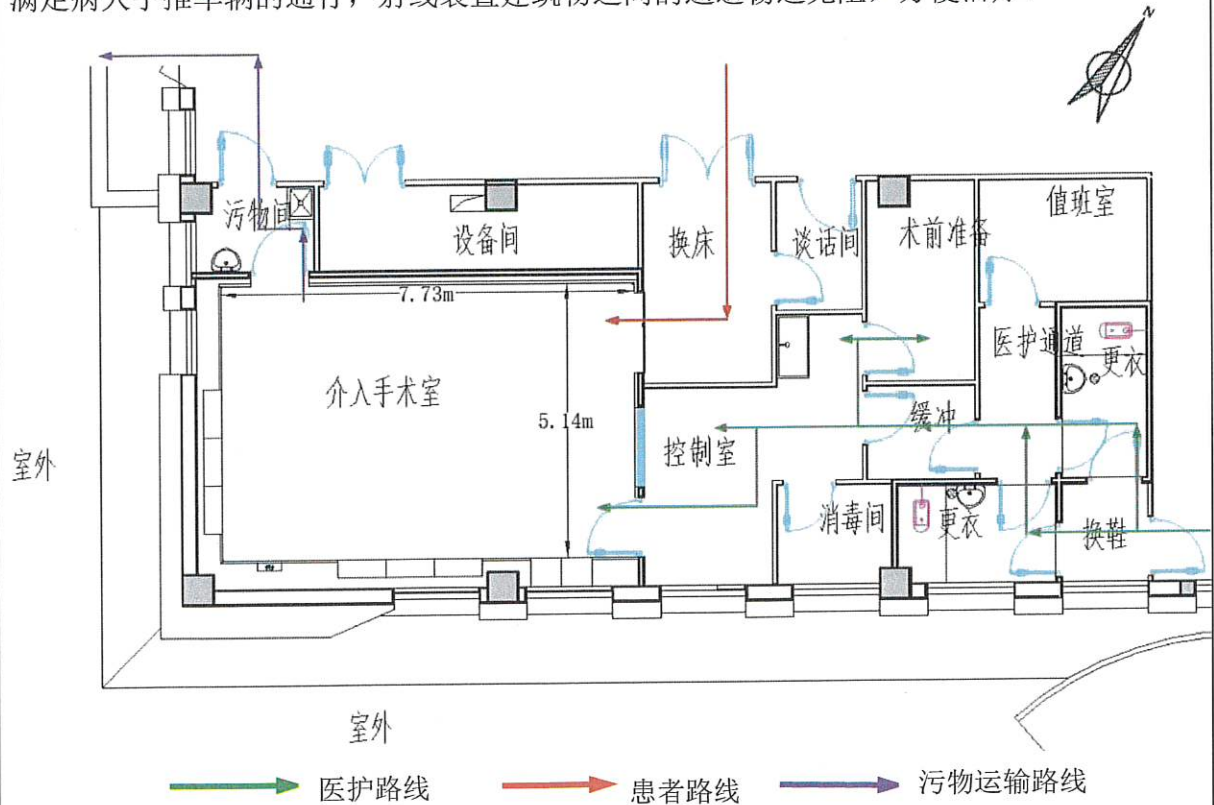 N
污物间
设备间
换床
谈话间
术前准备
值班室
7.73m
医护通道
更衣
介入手术室
5.14m
缓冲
室外
控制室
消毒间
更衣
换鞋
室外
医护路线
患者路线
污物运输路线